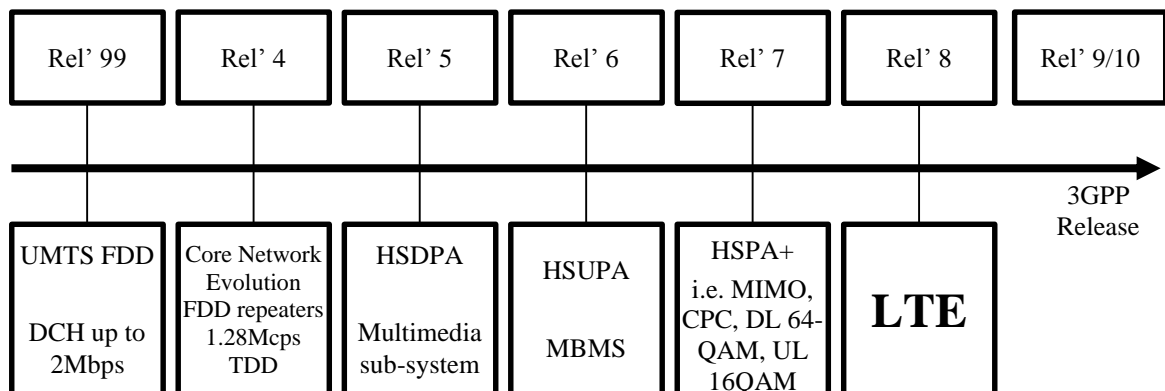 Rel’ 99
Rel’ 4
Rel’ 5
Rel’ 6
Rel’ 7
Rel’ 8
Rel’ 9/10
3GPP
Release
UMTS FDD
DCH up to
2Mbps
Core Network
Evolution
FDD repeaters
1.28Mcps
TDD
HSDPA
Multimedia
sub-system
HSUPA
MBMS
HSPA+
i.e. MIMO,
CPC, DL 64-
QAM, UL
16QAM
LTE